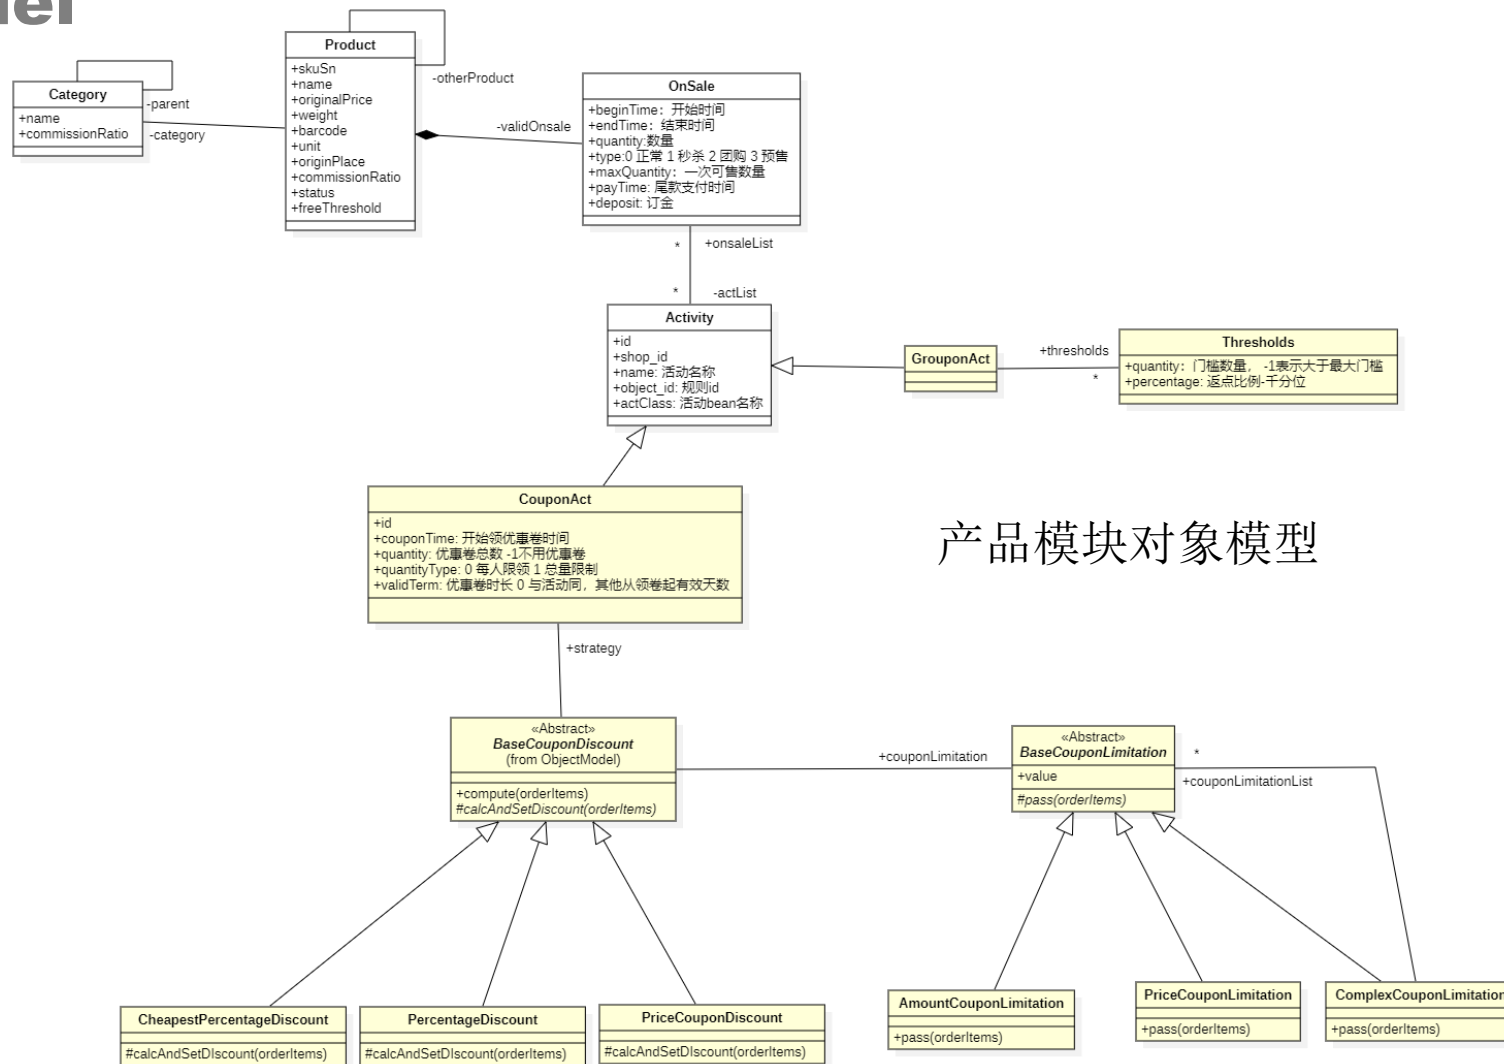 Product
+skuSn
+name
+originalPrice
+weight
+barcode
+unit
+originPlace
+commissionRatio
+status
+freeThreshold
-otherProduct
Category
+name
+commissionRatio
-parent
-category
-validOnsale
OnSale
+beginTime：开始时间
+endTime：结束时间
+quantity:数量
+type:0 正常 1 秒杀 2 团购 3 预售
+maxQuantity：一次可售数量
+payTime: 尾款支付时间
+deposit: 订金
* +onsaleList
* -actList
Activity
+id
+shop_id
+name: 活动名称
+object_id: 规则id
+actClass: 活动bean名称
GrouponAct
+thresholds
*
Thresholds
+quantity：门槛数量， -1表示大于最大门槛
+percentage: 返点比例-千分位
CouponAct
+id
+couponTime: 开始领优惠卷时间
+quantity: 优惠卷总数 -1不用优惠卷
+quantityType: 0 每人限领 1 总量限制
+validTerm: 优惠卷时长 0 与活动同，其他从领卷起有效天数
产品模块对象模型
+strategy
«Abstract»
BaseCouponDiscount
(from ObjectModel)
+compute(orderItems)
#calcAndSetDiscount(orderItems)
+couponLimitation
«Abstract»
BaseCouponLimitation
+value
#pass(orderItems)
*
+couponLimitationList
CheapestPercentageDiscount
#calcAndSetDIscount(orderItems)
PercentageDiscount
#calcAndSetDIscount(orderItems)
PriceCouponDiscount
#calcAndSetDIscount(orderItems)
AmountCouponLimitation
+pass(orderItems)
PriceCouponLimitation
+pass(orderItems)
ComplexCouponLimitation
+pass(orderItems)